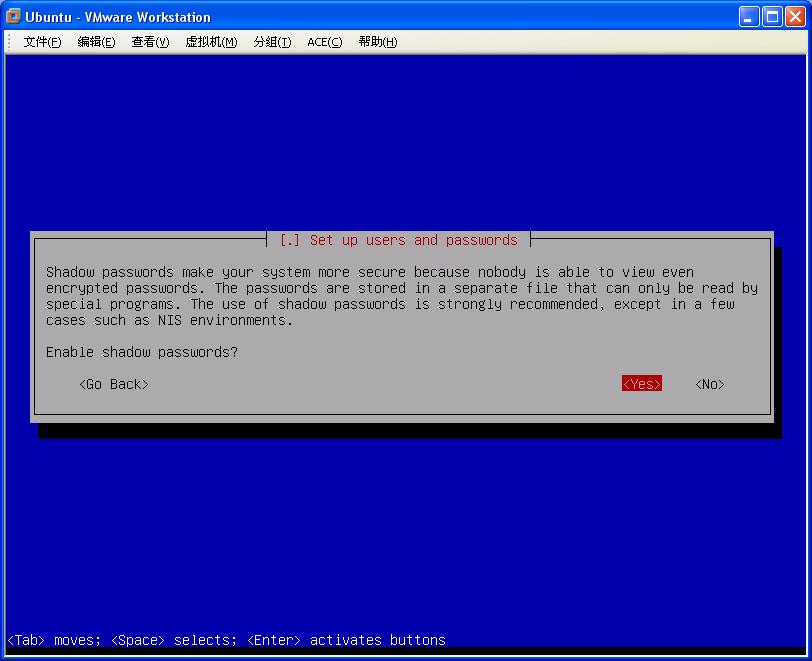 Ubuntu - VMware Workstation
文件(F) 编辑(E) 查看(V) 虚拟机(M) 分组(T) ACE(C) 帮助(H)
[.] Set up users and passwords
Shadow passwords make your system more secure because nobody is able to view even
encrypted passwords. The passwords are stored in a separate file that can only be read by
special programs. The use of shadow passwords is strongly recommended, except in a few
cases such as NIS environments.
Enable shadow passwords?
<Go Back> <Yes> <No>
<Tab> moves; <Space> selects; <Enter> activates buttons